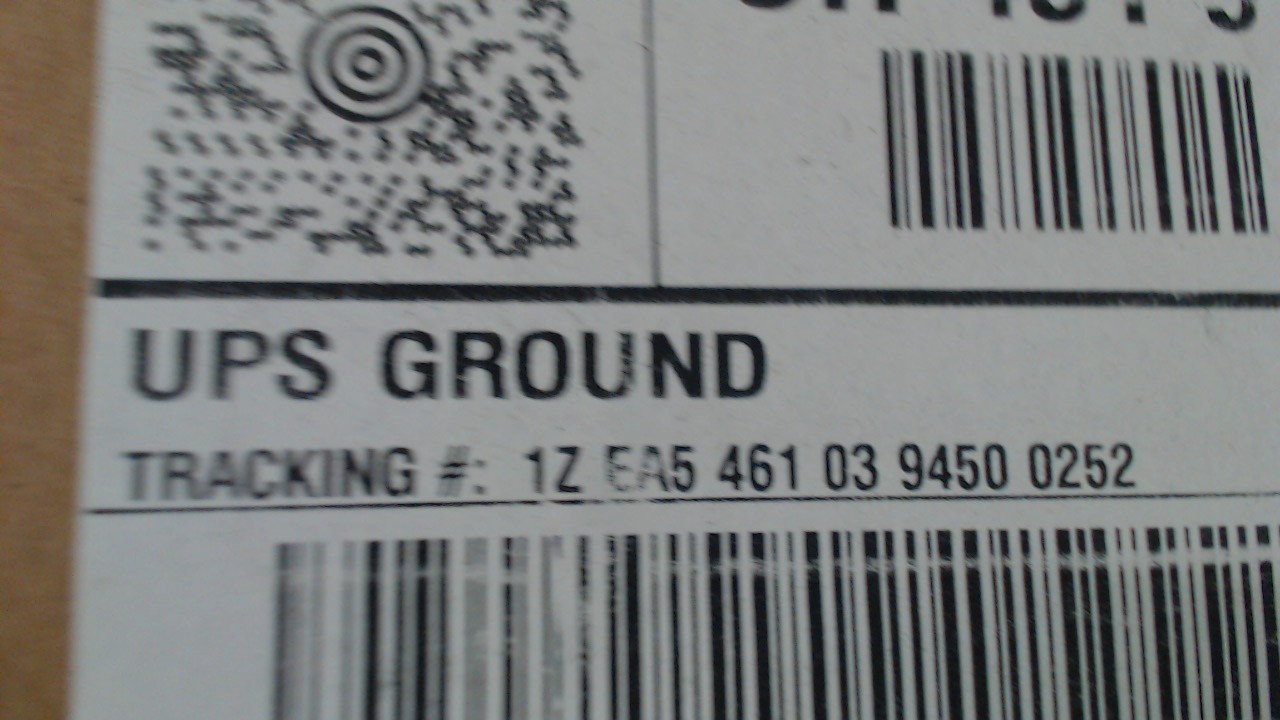 UPS GROUND
TRACKING #: 1Z EA5 461 03 9450 0252